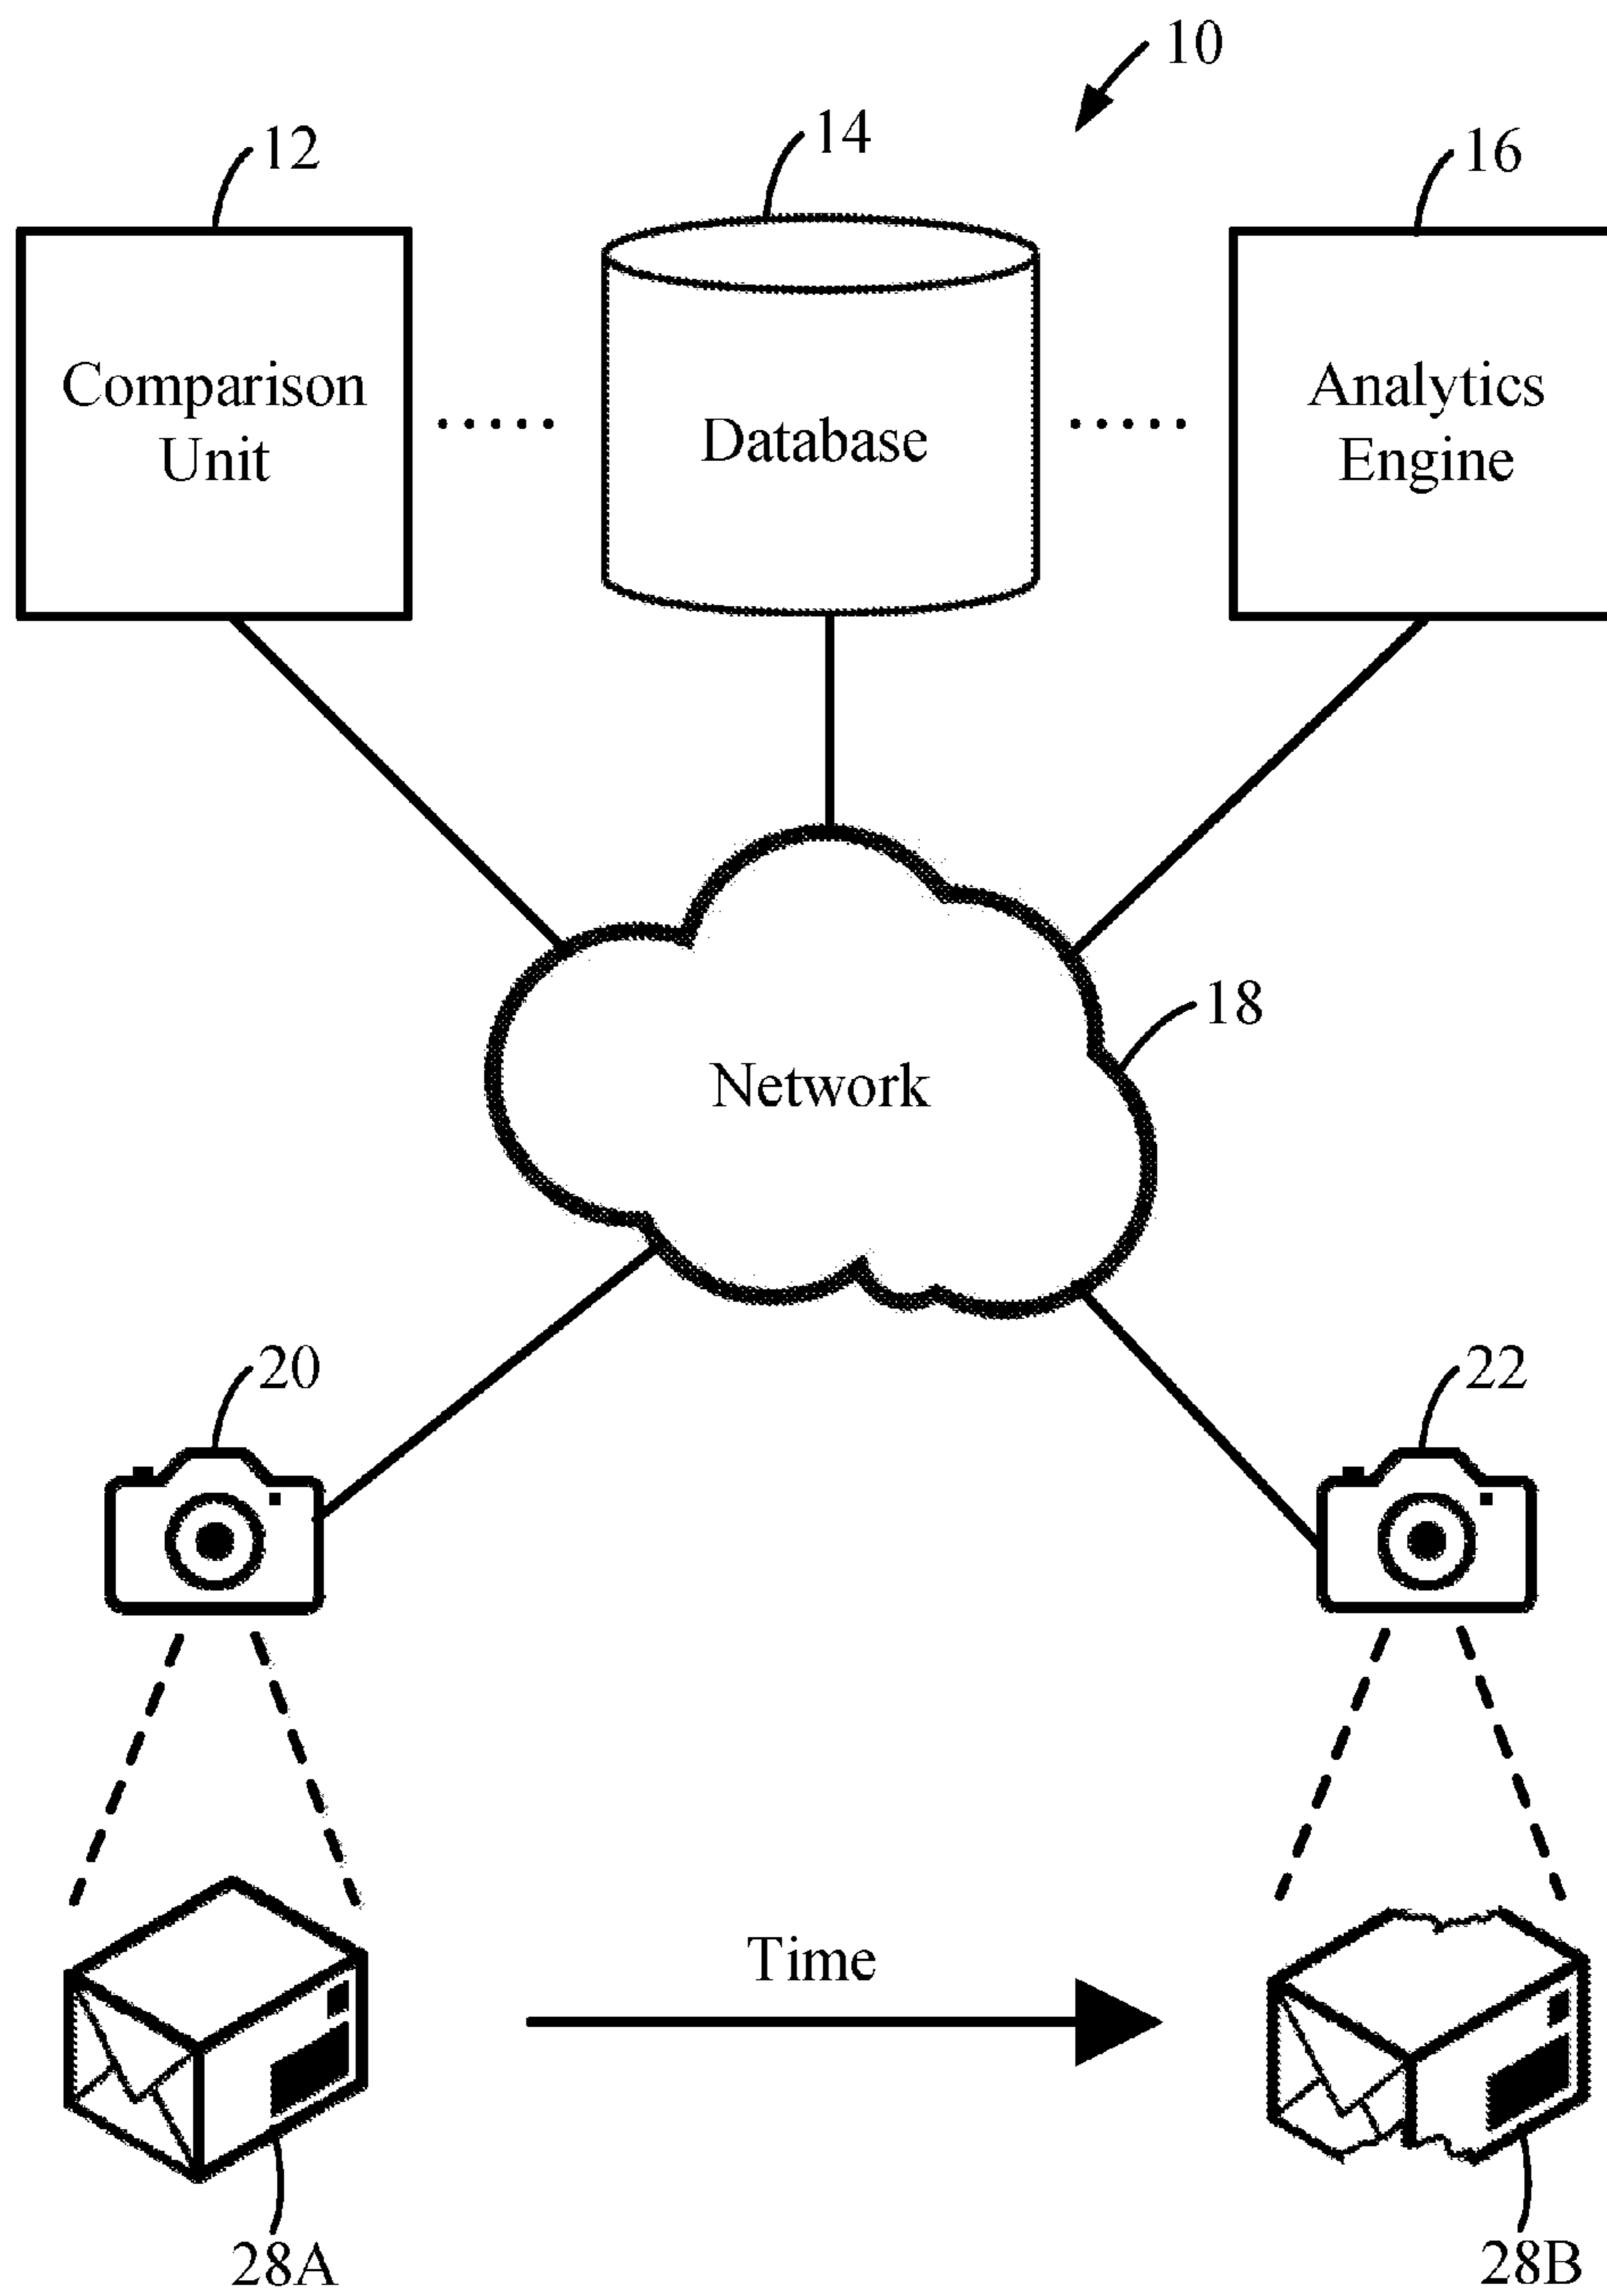 10
12
14
16
Comparison
Unit
Database
Analytics
Engine
Network
18
20
22
Time
28A
28B